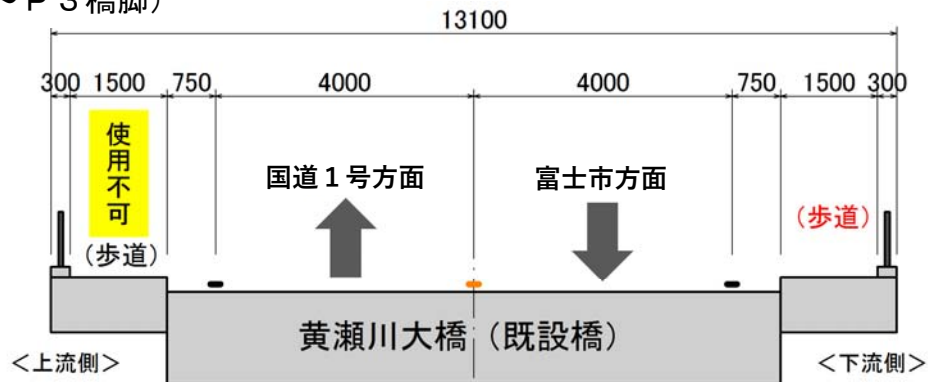 P3橋脚）
13100
300 1500 750 4000 4000 750 1500 300
使用不可
（歩道）
国道１号方面
富士市方面
（歩道）
黄瀬川大橋（既設橋）
＜上流側＞
＜下流側＞